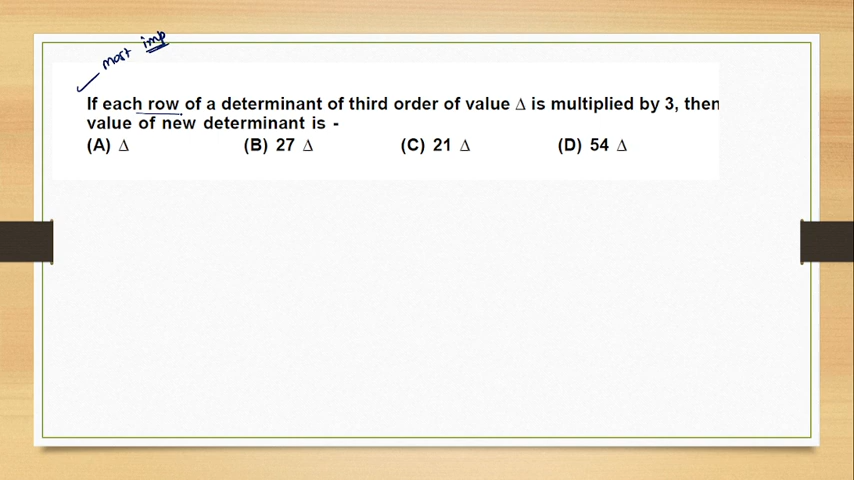 most imp
If each row of a determinant of third order of value Δ is multiplied by 3, then
value of new determinant is -
(A) Δ (B) 27 Δ (C) 21 Δ (D) 54 Δ